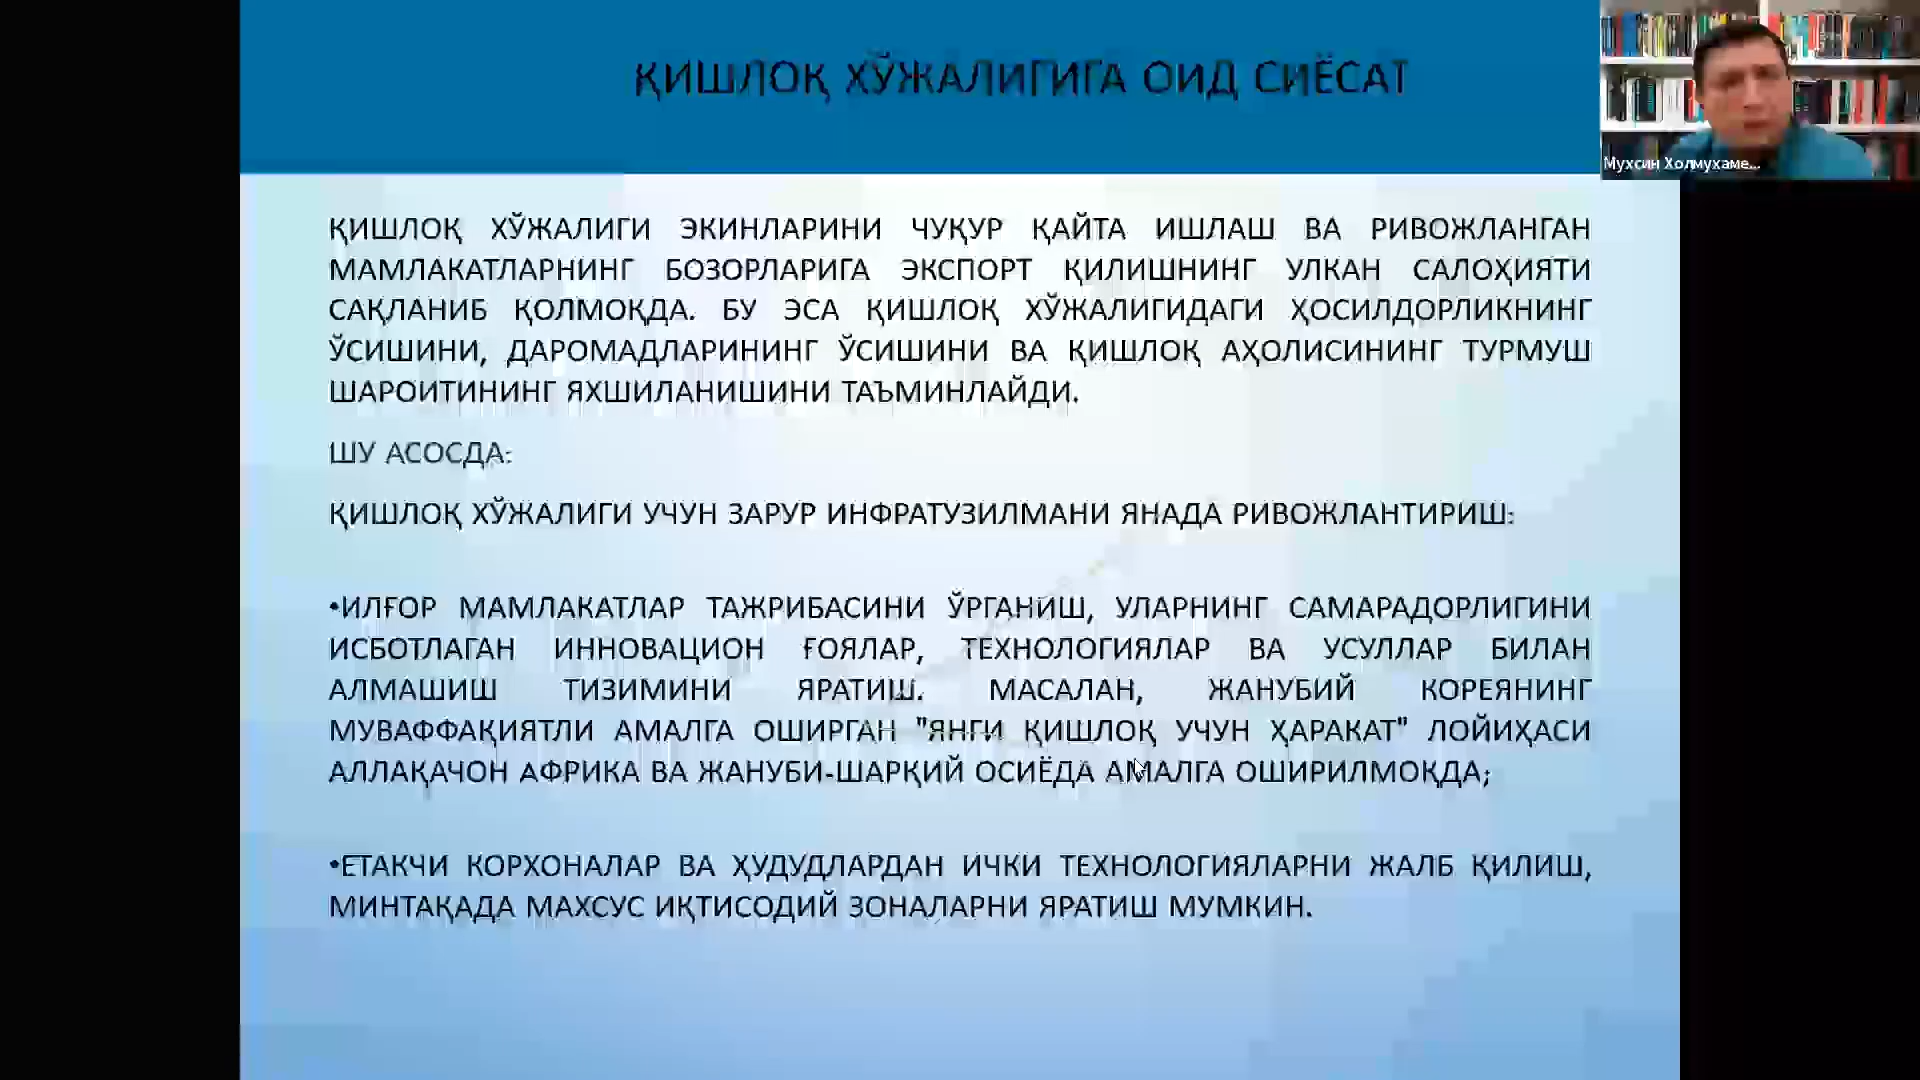 ҚИШЛОҚ ХЎЖАЛИГИГА ОИД СИЁСАТ
Мухсин Холмухаме...
ҚИШЛОҚ ХЎЖАЛИГИ ЭКИНЛАРИНИ ЧУҚУР ҚАЙТА ИШЛАШ ВА РИВОЖЛАНГАН
МАМЛАКАТЛАРНИНГ БОЗОРЛАРИГА ЭКСПОРТ ҚИЛИШНИНГ УЛКАН САЛОҲИЯТИ
САҚЛАНИБ ҚОЛМОҚДА. БУ ЭСА ҚИШЛОҚ ХЎЖАЛИГИДАГИ ҲОСИЛДОРЛИКНИНГ
ЎСИШИНИ, ДАРОМАДЛАРИНИНГ ЎСИШИНИ ВА ҚИШЛОҚ АҲОЛИСИНИНГ ТУРМУШ
ШАРОИТИНИНГ ЯХШИЛАНИШИНИ ТАЪМИНЛАЙДИ.
ШУ АСОСДА:
ҚИШЛОҚ ХЎЖАЛИГИ УЧУН ЗАРУР ИНФРАТУЗИЛМАНИ ЯНАДА РИВОЖЛАНТИРИШ:
•ИЛҒОР МАМЛАКАТЛАР ТАЖРИБАСИНИ ЎРГАНИШ, УЛАРНИНГ САМАРАДОРЛИГИНИ
ИСБОТЛАГАН ИННОВАЦИОН ҒОЯЛАР, ТЕХНОЛОГИЯЛАР ВА УСУЛЛАР БИЛАН
АЛМАШИШ ТИЗИМИНИ ЯРАТИШ. МАСАЛАН, ЖАНУБИЙ КОРЕЯНИНГ
МУВАФФАҚИЯТЛИ АМАЛГА ОШИРГАН "ЯНГИ ҚИШЛОҚ УЧУН ҲАРАКАТ" ЛОЙИҲАСИ
АЛЛАҚАЧОН АФРИКА ВА ЖАНУБИ-ШАРҚИЙ ОСИЁДА АМАЛГА ОШИРИЛМОҚДА;
•ЕТАКЧИ КОРХОНАЛАР ВА ҲУДУДЛАРДАН ИЧКИ ТЕХНОЛОГИЯЛАРНИ ЖАЛБ ҚИЛИШ,
МИНТАҚАДА МАХСУС ИҚТИСОДИЙ ЗОНАЛАРНИ ЯРАТИШ МУМКИН.